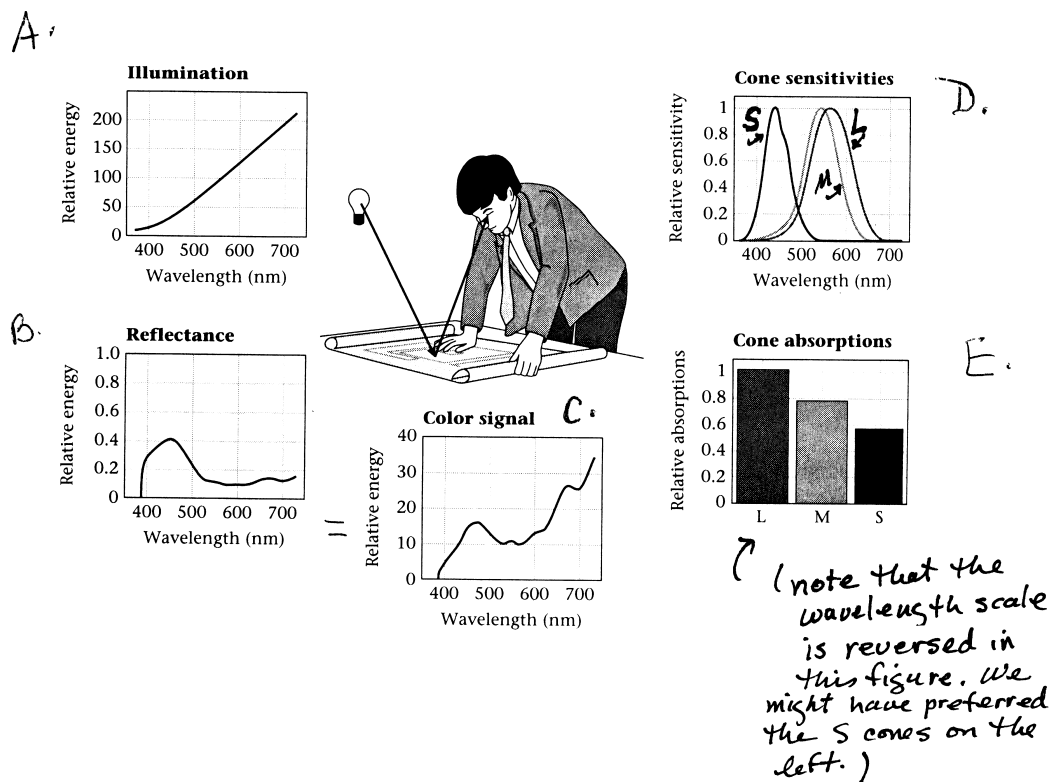 A.
Illumination
Relative energy
200
150
100
50
0
400 500 600 700
Wavelength (nm)
B.
Reflectance
Relative energy
1.0
0.8
0.6
0.4
0.2
0
400 500 600 700
Wavelength (nm)
=
Color signal C.
Relative energy
40
30
20
10
0
400 500 600 700
Wavelength (nm)
Cone sensitivities
D.
Relative sensitivity
1
0.8
0.6
0.4
0.2
0
S
L
M
400 500 600 700
Wavelength (nm)
Cone absorptions
E.
Relative absorptions
1
0.8
0.6
0.4
0.2
0
L M S
(note that the
wavelength scale
is reversed in
this figure. We
might have preferred
the S cones on the
left.)